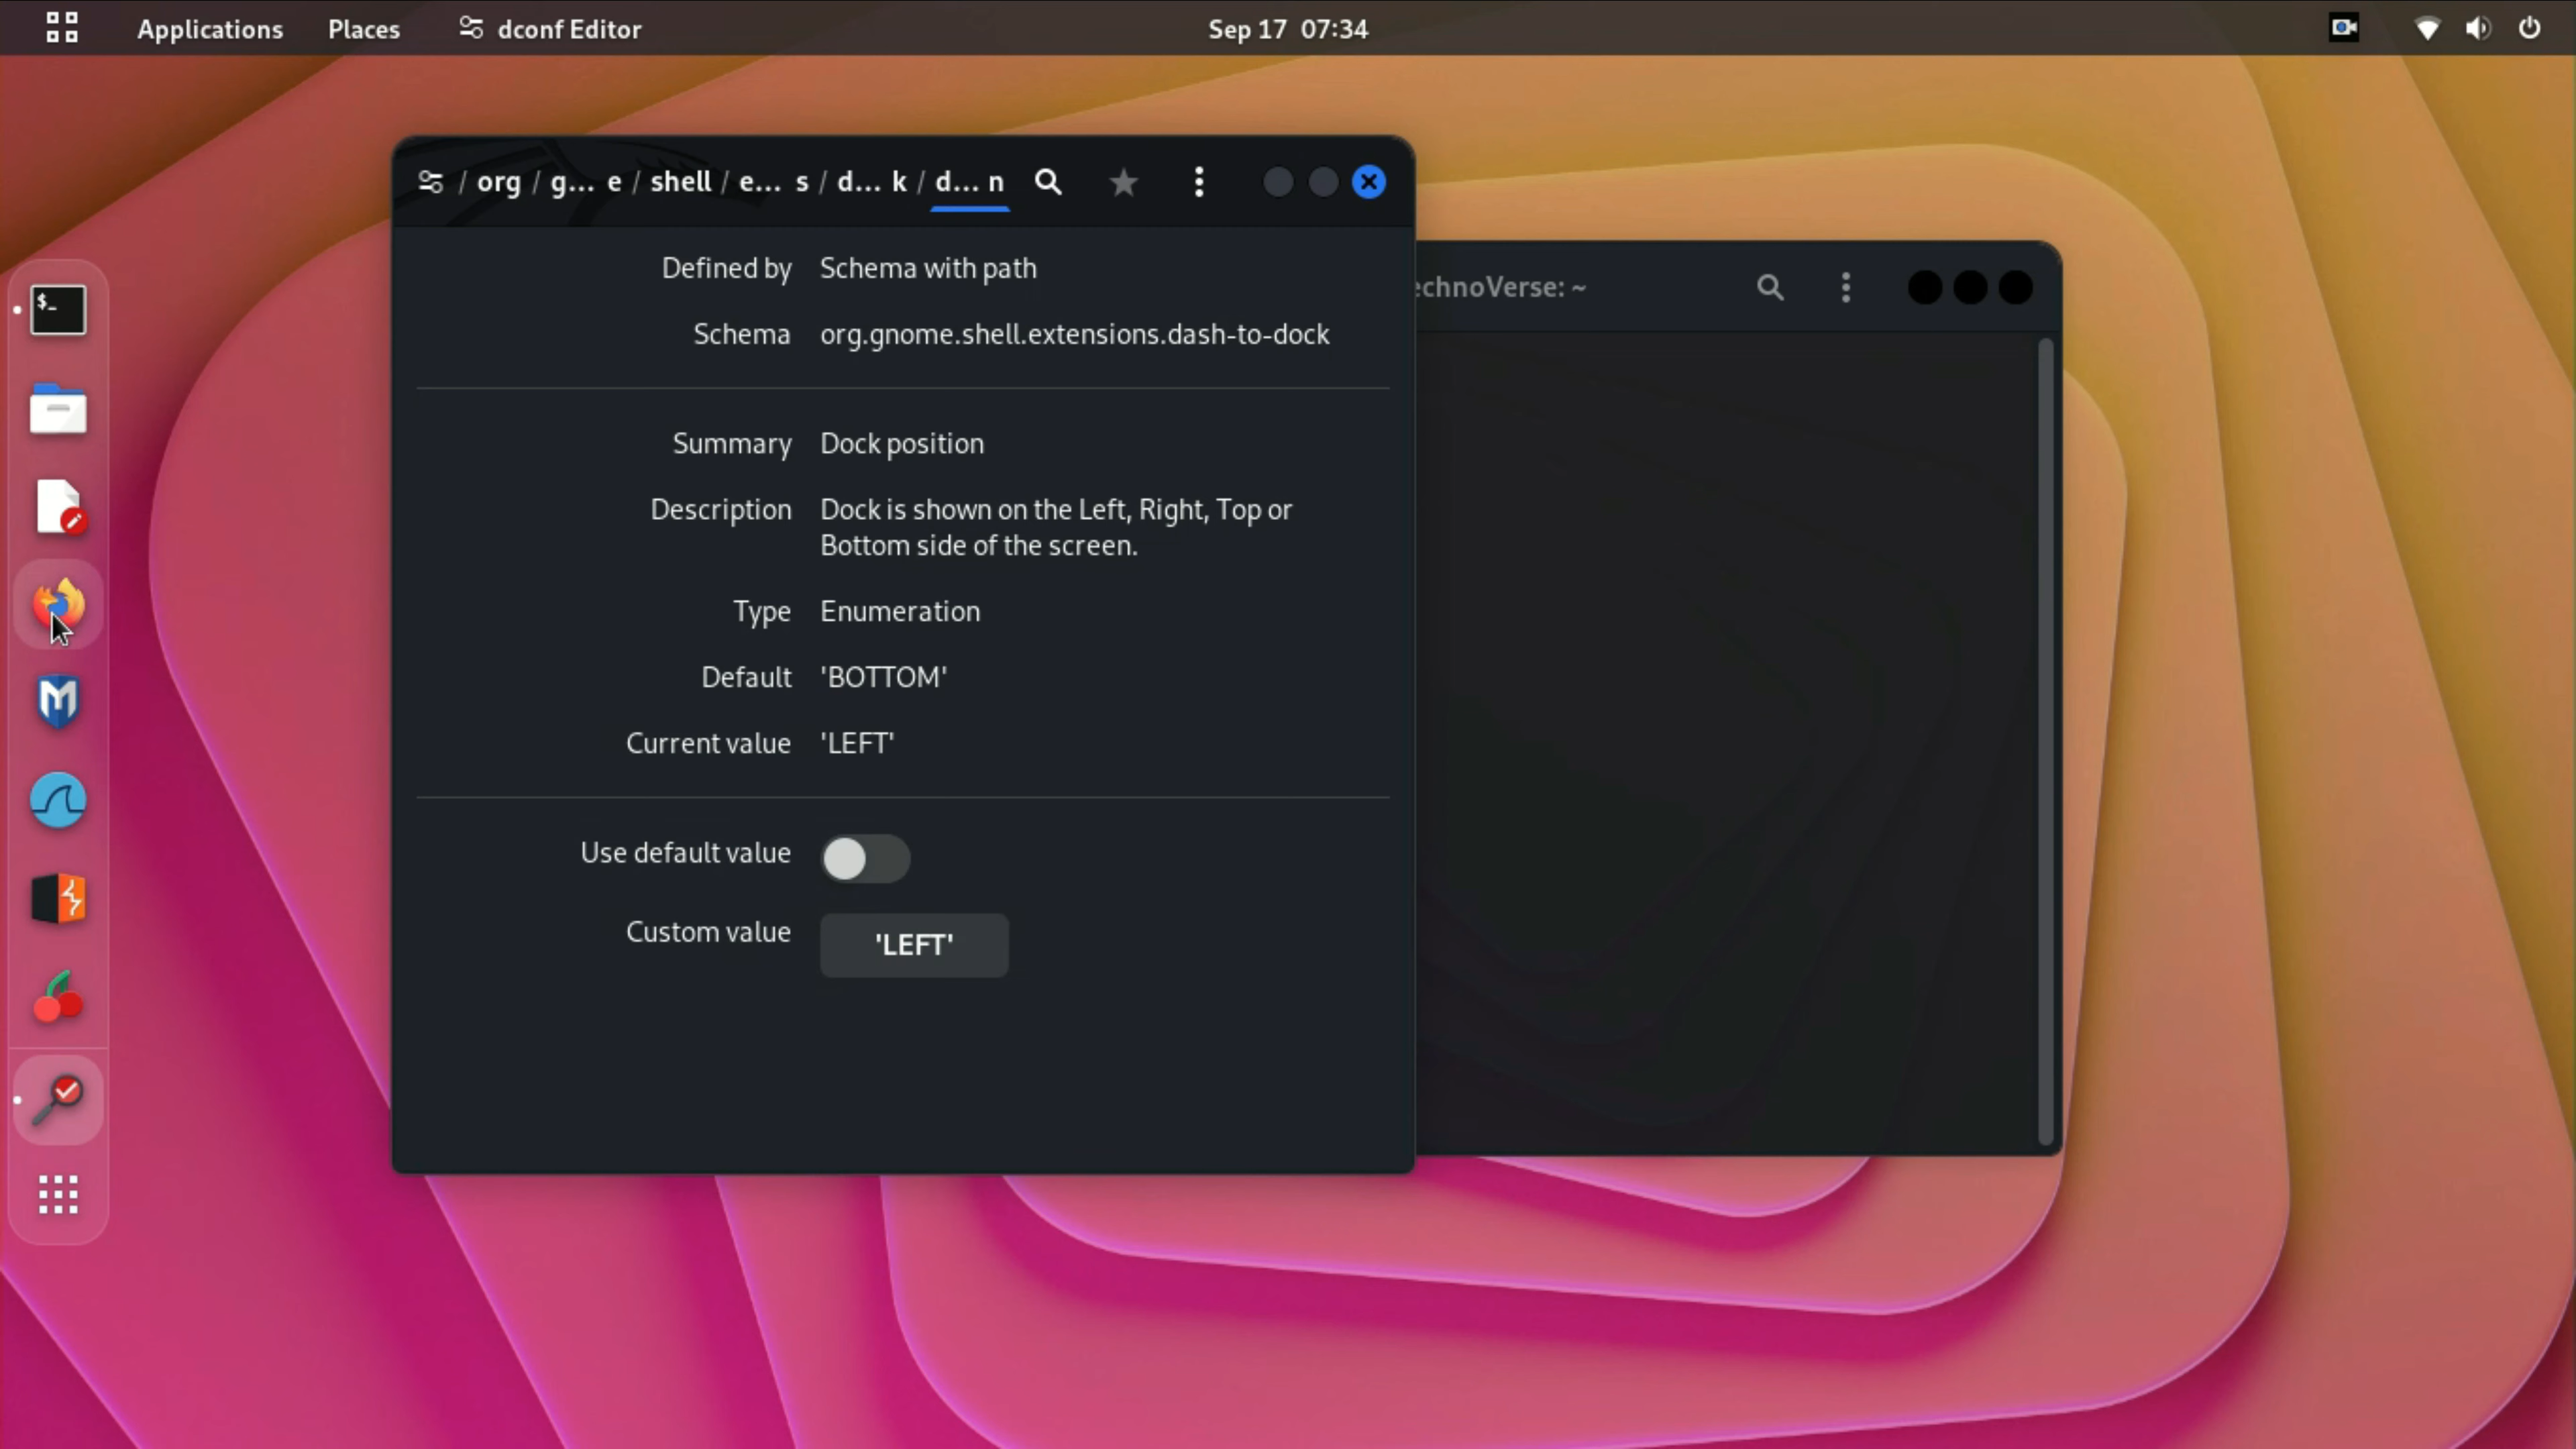 Applications Places dconf Editor Sep 17 07:34
/ org / g... e / shell / e... s / d... k / d... n
echnoVerse: ~
$_
Defined by Schema with path
Schema org.gnome.shell.extensions.dash-to-dock
Summary Dock position
Description Dock is shown on the Left, Right, Top or
Bottom side of the screen.
Type Enumeration
Default 'BOTTOM'
Current value 'LEFT'
Use default value
Custom value 'LEFT'